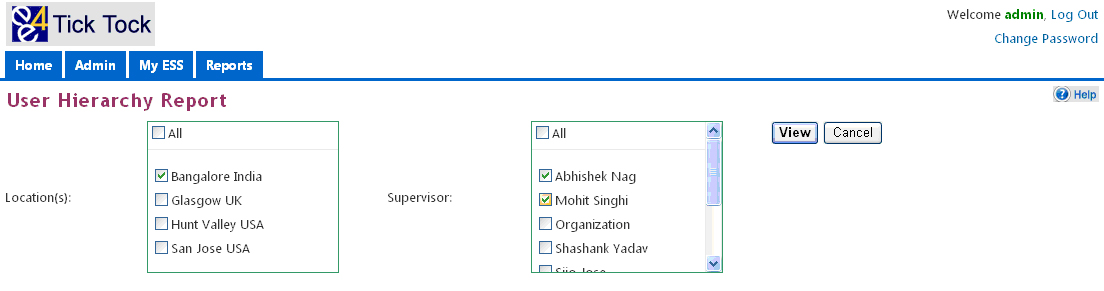 e4e Tick Tock
Welcome admin, Log Out
Change Password
Home Admin My ESS Reports
User Hierarchy Report
Help
Location(s):
All
Bangalore India
Glasgow UK
Hunt Valley USA
San Jose USA
Supervisor:
All
Abhishek Nag
Mohit Singhi
Organization
Shashank Yadav
View Cancel